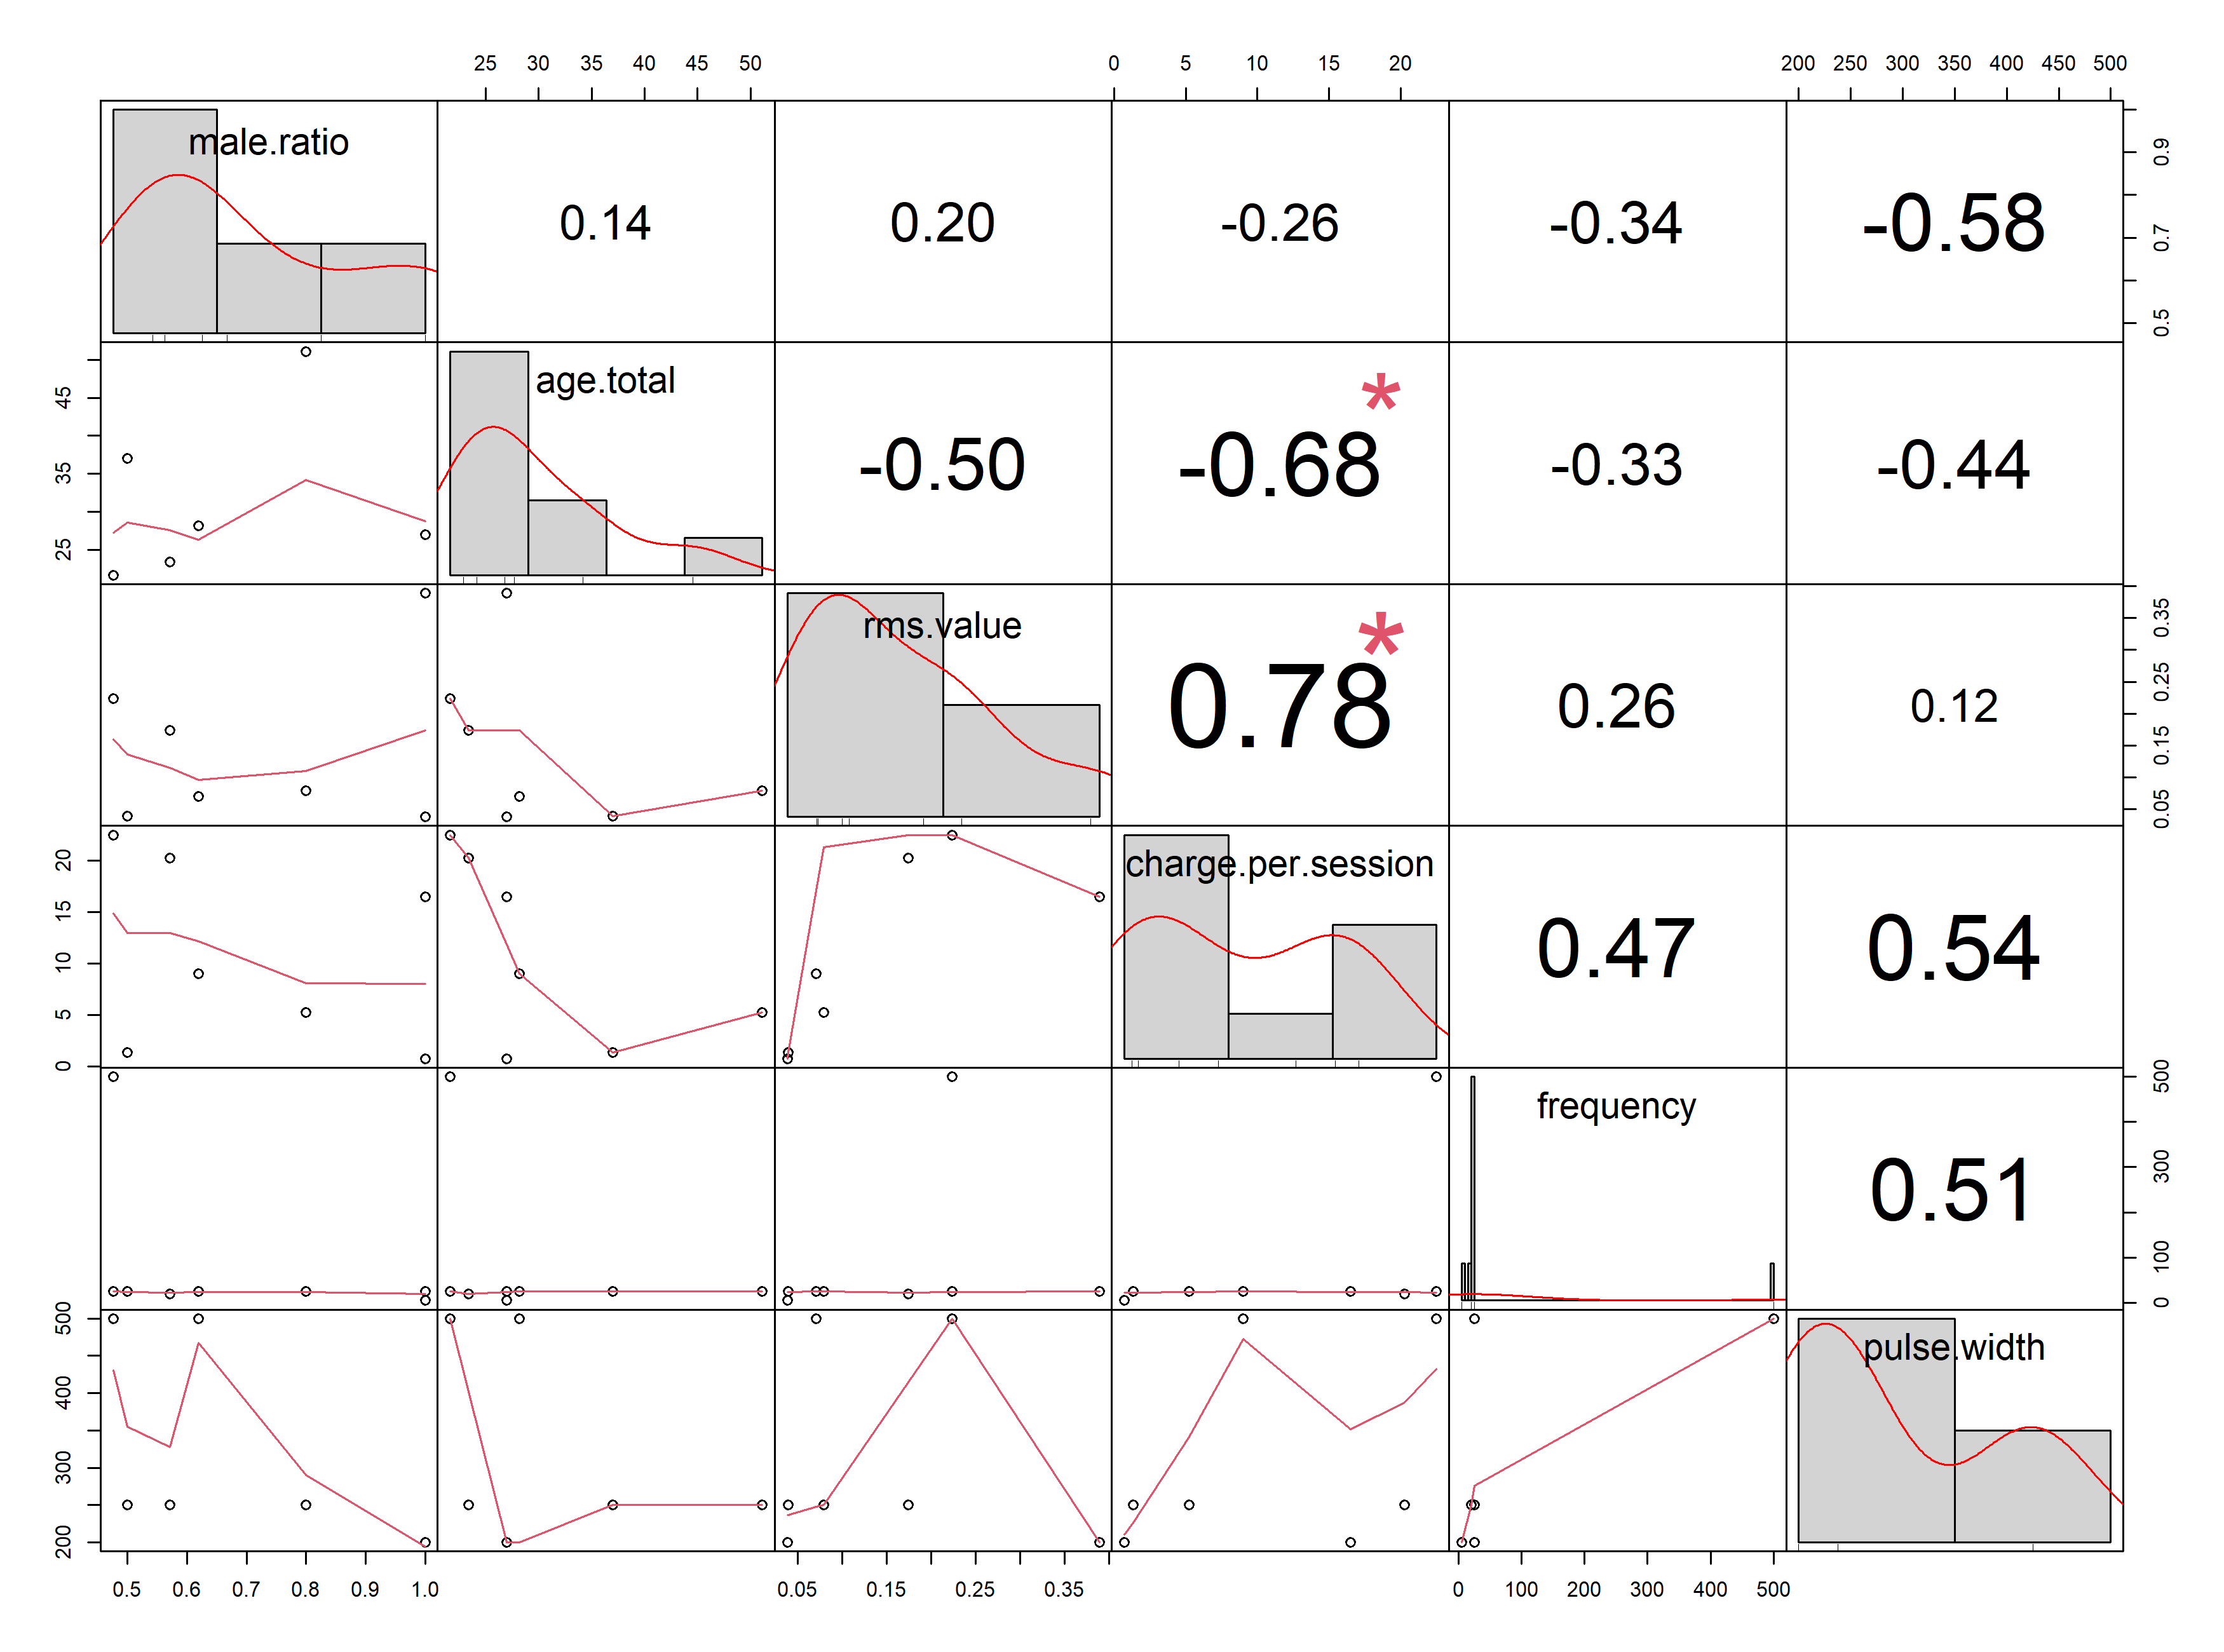 25 30 35 40 45 50 0 5 10 15 20 200 250 300 350 400 450 500
male.ratio 0.14 0.20 -0.26 -0.34 -0.58 0.5 0.7 0.9
25 35 45 age.total -0.50 -0.68* -0.33 -0.44
rms.value 0.78* 0.26 0.12 0.05 0.15 0.25 0.35
0 5 10 15 20 charge.per.session 0.47 0.54
frequency 0.51 0 100 300 500
200 300 400 500 pulse.width
0.5 0.6 0.7 0.8 0.9 1.0 0.05 0.15 0.25 0.35 0 100 200 300 400 500